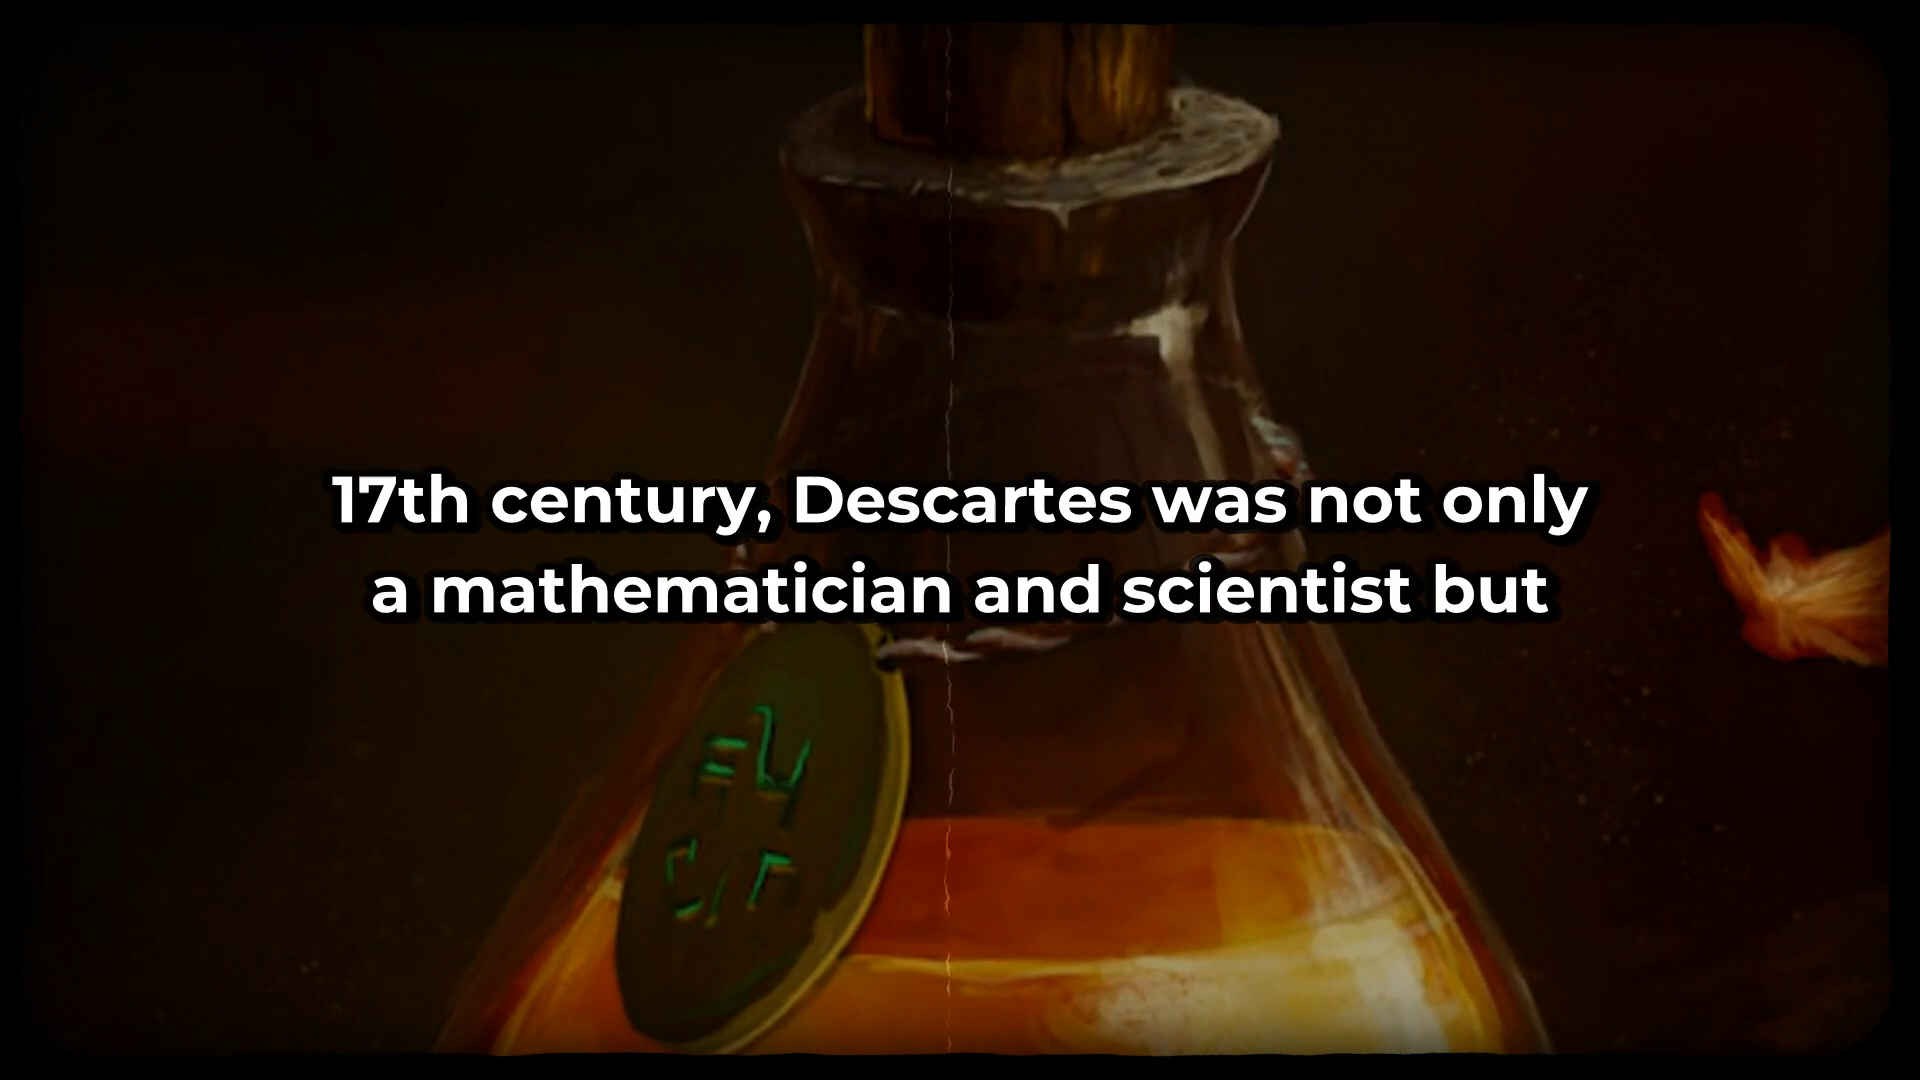 17th century, Descartes was not only
a mathematician and scientist but